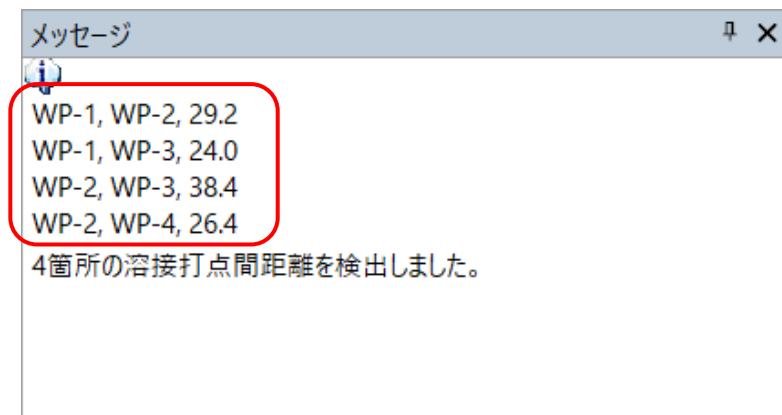 メッセージ
WP-1, WP-2, 29.2
WP-1, WP-3, 24.0
WP-2, WP-3, 38.4
WP-2, WP-4, 26.4
4箇所の溶接打点間距離を検出しました。